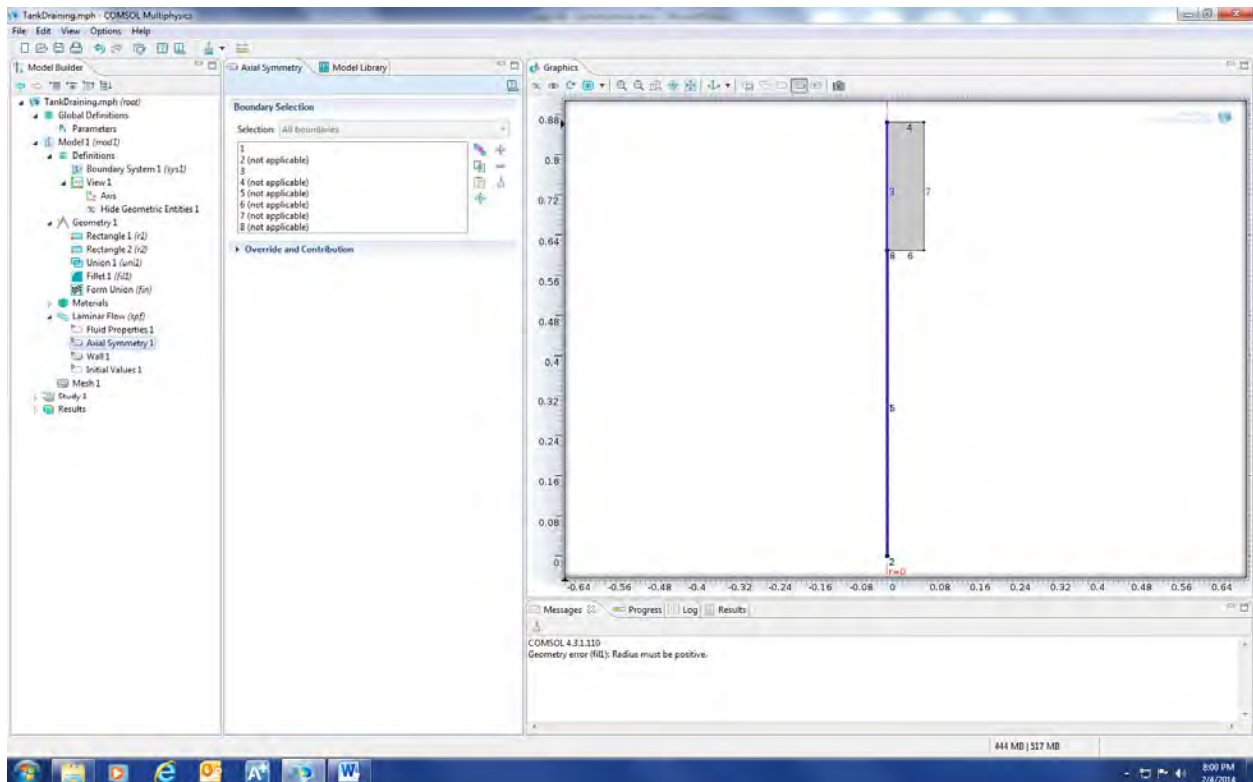 TankDraining.mph - COMSOL Multiphysics
File Edit View Options Help
Model Builder
TankDraining.mph (root)
Global Definitions
Parameters
Model 1 (mod1)
Definitions
Boundary System 1 (sys1)
View 1
Axis
Hide Geometric Entities 1
Geometry 1
Rectangle 1 (r1)
Rectangle 2 (r2)
Union 1 (uni1)
Fillet 1 (fil1)
Form Union (fin)
Materials
Laminar Flow (spf)
Fluid Properties 1
Axial Symmetry 1
Wall 1
Initial Values 1
Mesh 1
Study 1
Results
Axial Symmetry Model Library
Boundary Selection
Selection: All boundaries
1
2 (not applicable)
3
4 (not applicable)
5 (not applicable)
6 (not applicable)
7 (not applicable)
8 (not applicable)
Override and Contribution
Graphics
0.88
0.8
0.72
0.64
0.56
0.48
0.4
0.32
0.24
0.16
0.08
0
4
3 7
8 6
5
2
r=0
-0.64 -0.56 -0.48 -0.4 -0.32 -0.24 -0.16 -0.08 0 0.08 0.16 0.24 0.32 0.4 0.48 0.56 0.64
Messages Progress Log Results
COMSOL 4.3.1.110
Geometry error (fil1): Radius must be positive.
444 MB | 517 MB
8:00 PM
2/4/2014